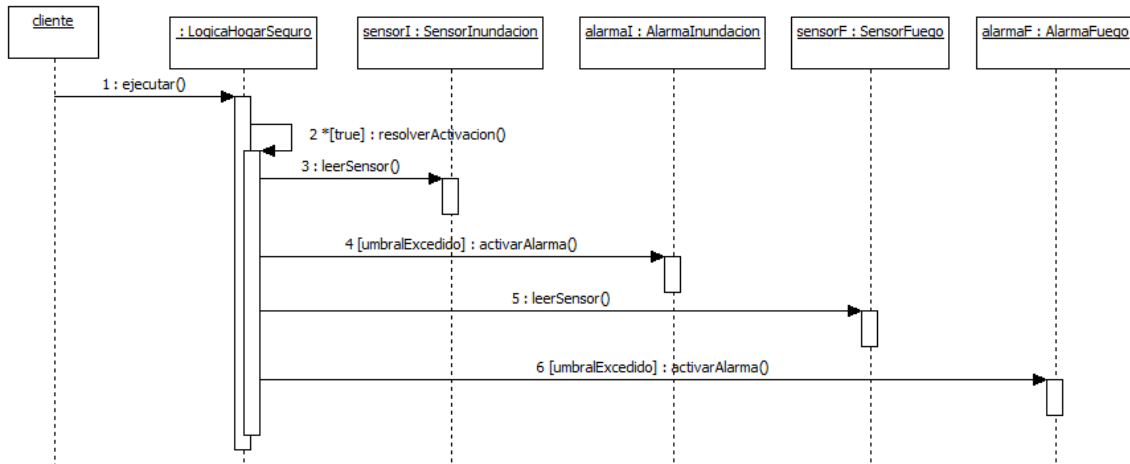 cliente
: LogicaHogarSeguro
sensorI : SensorInundacion
alarmaI : AlarmaInundacion
sensorF : SensorFuego
alarmaF : AlarmaFuego
1 : ejecutar()
2 *[true] : resolverActivacion()
3 : leerSensor()
4 [umbralExcedido] : activarAlarma()
5 : leerSensor()
6 [umbralExcedido] : activarAlarma()